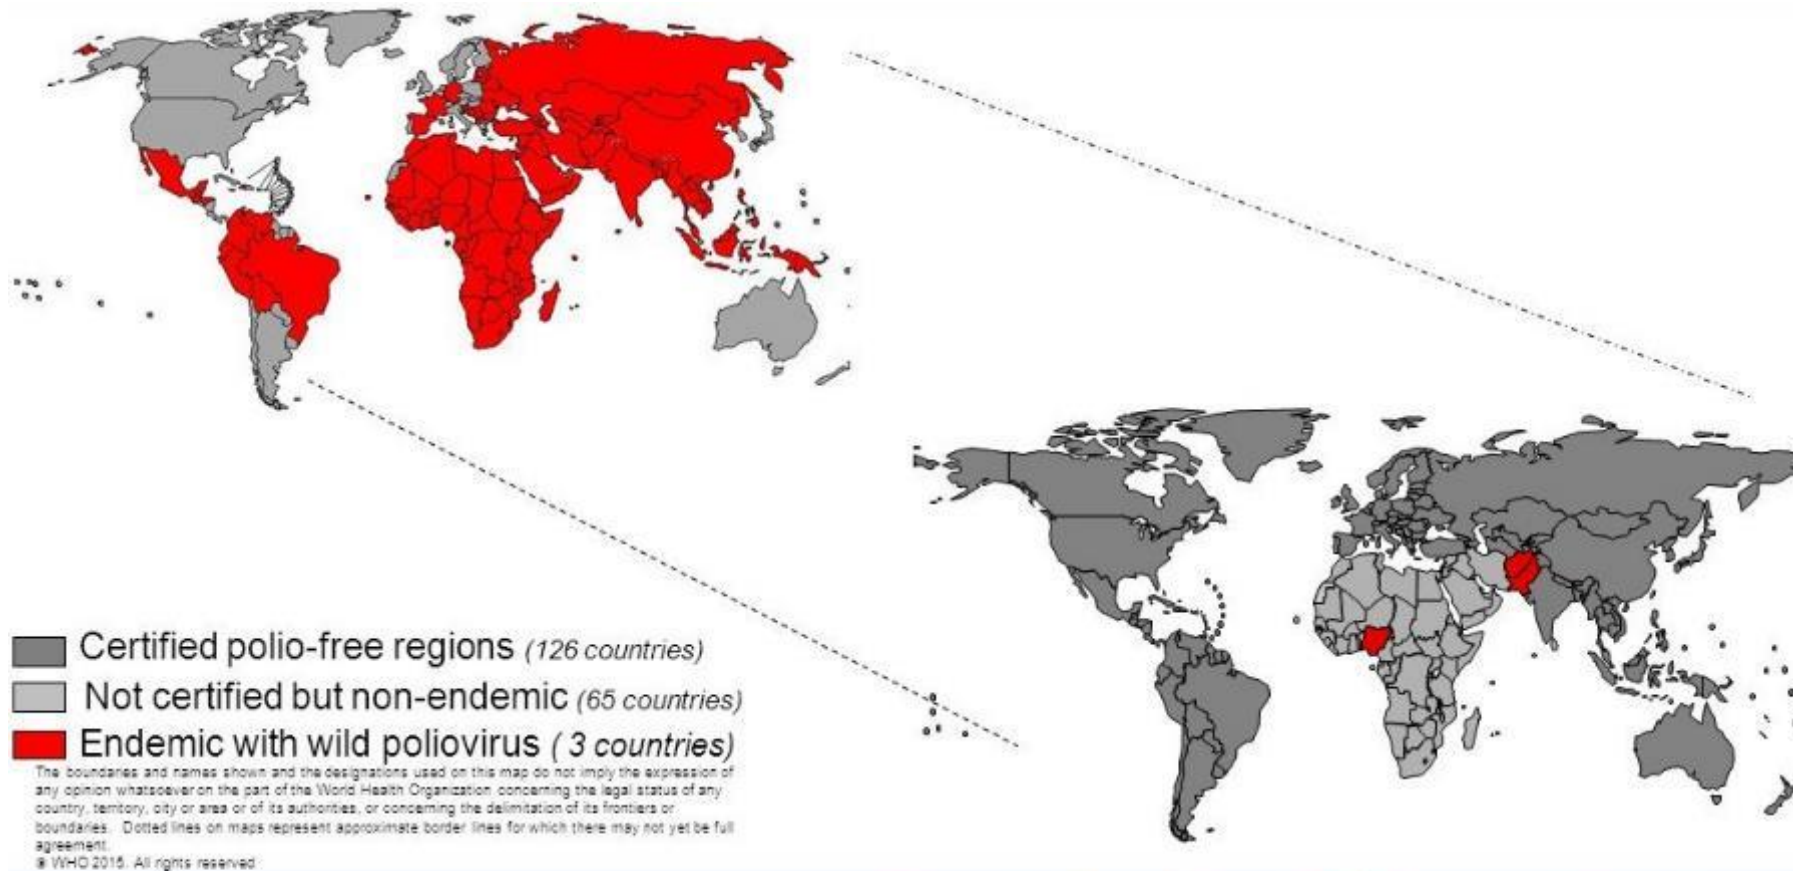 Certified polio-free regions (126 countries)
Not certified but non-endemic (65 countries)
Endemic with wild poliovirus ( 3 countries)
The boundaries and names shown and the designations used on this map do not imply the expression of
any opinion whatsoever on the part of the World Health Organization concerning the legal status of any
country, territory, city or area or of its authorities, or concerning the delimitation of its frontiers or
boundaries. Dotted lines on maps represent approximate border lines for which there may not yet be full
agreement.
© WHO 2015. All rights reserved